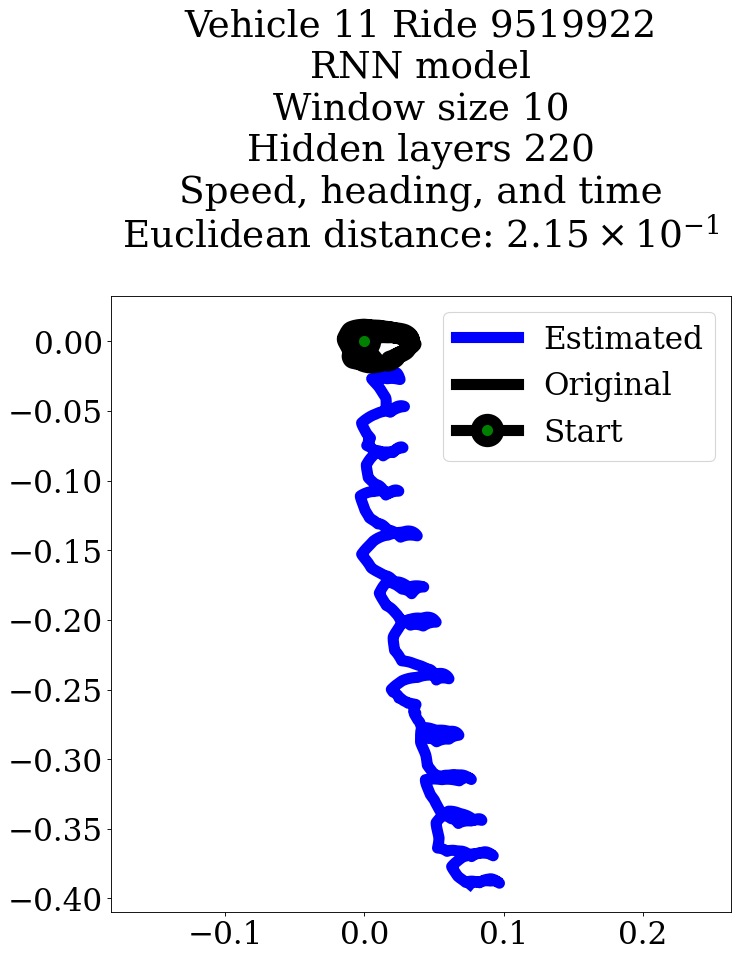 Vehicle 11 Ride 9519922
RNN model
Window size 10
Hidden layers 220
Speed, heading, and time
Euclidean distance: 2.15 × 10⁻¹
Estimated
Original
Start
0.00
−0.05
−0.10
−0.15
−0.20
−0.25
−0.30
−0.35
−0.40
−0.1
0.0
0.1
0.2